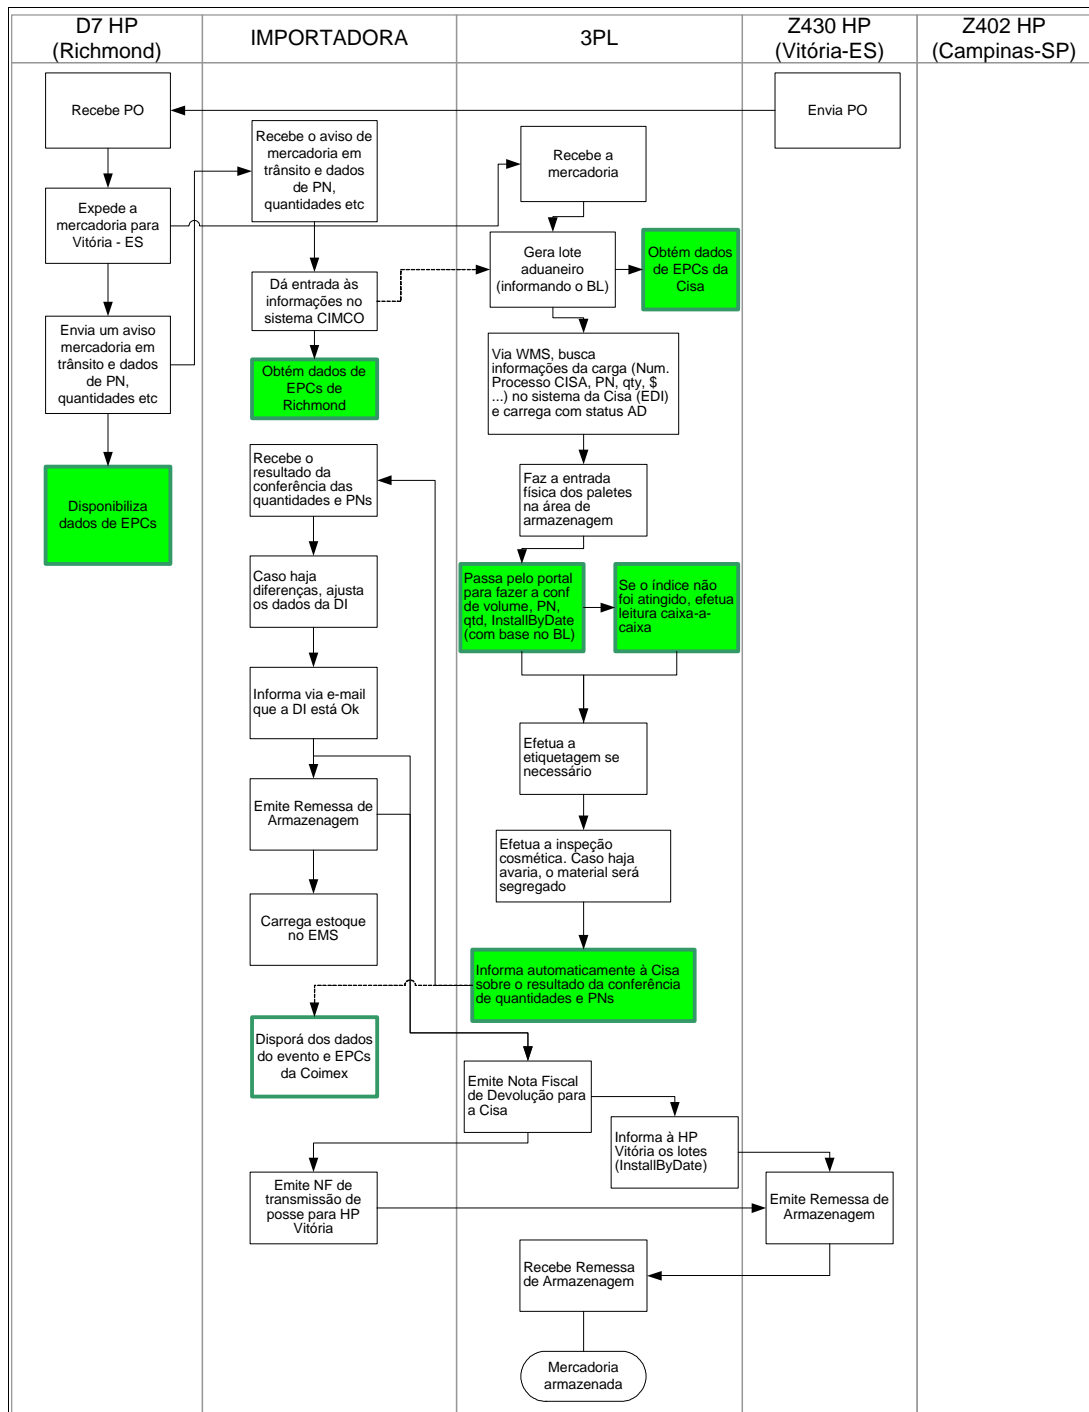 D7 HP
(Richmond)
IMPORTADORA
3PL
Z430 HP
(Vitória-ES)
Z402 HP
(Campinas-SP)
Recebe PO
Envia PO
Recebe o aviso de
mercadoria em
trânsito e dados
de PN,
quantidades etc
Recebe a
mercadoria
Expede a
mercadoria para
Vitória - ES
Gera lote
aduaneiro
(informando o BL)
Obtém dados
de EPCs da
Cisa
Dá entrada às
informações no
sistema CIMCO
Envia um aviso
mercadoria em
trânsito e dados
de PN,
quantidades etc
Via WMS, busca
informações da carga (Num.
Processo CISA, PN, qty, $
...) no sistema da Cisa (EDI)
e carrega com status AD
Obtém dados de
EPCs de
Richmond
Recebe o
resultado da
conferência das
quantidades e PNs
Faz a entrada
física dos paletes
na área de
armazenagem
Disponibiliza
dados de EPCs
Caso haja
diferenças, ajusta
os dados da DI
Passa pelo portal
para fazer a conf
de volume, PN,
qtd, InstallByDate
(com base no BL)
Se o índice não
foi atingido, efetua
leitura caixa-a-
caixa
Informa via e-mail
que a DI está Ok
Efetua a
etiquetagem se
necessário
Emite Remessa de
Armazenagem
Efetua a inspeção
cosmética. Caso haja
avaria, o material será
segregado
Carrega estoque
no EMS
Informa automaticamente à Cisa
sobre o resultado da conferência
de quantidades e PNs
Disporá dos dados
do evento e EPCs
da Coimex
Emite Nota Fiscal
de Devolução para
a Cisa
Informa à HP
Vitória os lotes
(InstallByDate)
Emite NF de
transmissão de
posse para HP
Vitória
Emite Remessa de
Armazenagem
Recebe Remessa
de Armazenagem
Mercadoria
armazenada